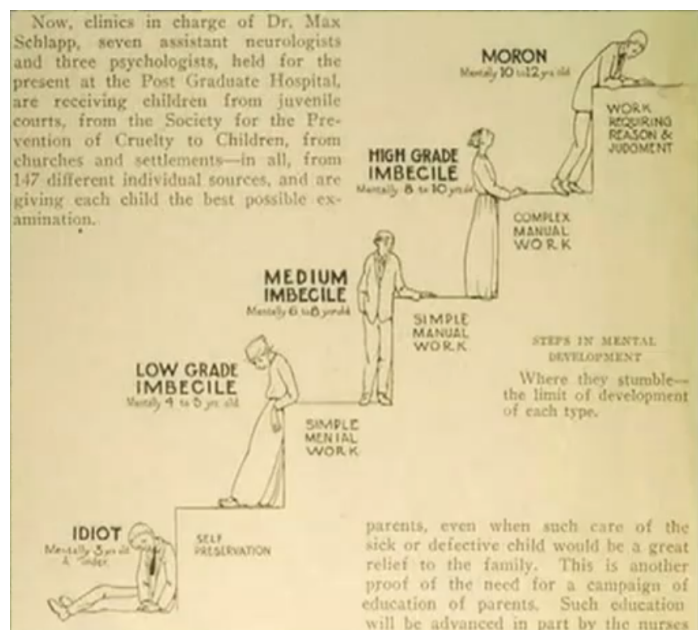 Now, clinics in charge of Dr. Max
Schlapp, seven assistant neurologists
and three psychologists, held for the
present at the Post Graduate Hospital,
are receiving children from juvenile
courts, from the Society for the Pre-
vention of Cruelty to Children, from
churches and settlements—in all, from
147 different individual sources, and are
giving each child the best possible ex-
amination.
MORON
Mentally 10 to 12 yrs old
WORK
REQUIRING
REASON &
JUDGMENT
HIGH GRADE
IMBECILE
Mentally 8 to 10 yrs old
COMPLEX
MANUAL
WORK
MEDIUM
IMBECILE
Mentally 6 to 8 yrs old
SIMPLE
MANUAL
WORK
STEPS IN MENTAL
DEVELOPMENT
Where they stumble—
the limit of development
of each type.
LOW GRADE
IMBECILE
Mentally 4 to 5 yrs old
SIMPLE
MENIAL
WORK
IDIOT
Mentally 3 yrs old
& under
SELF
PRESERVATION
parents, even when such care of the
sick or defective child would be a great
relief to the family. This is another
proof of the need for a campaign of
education of parents. Such education
will be advanced in part by the nurses